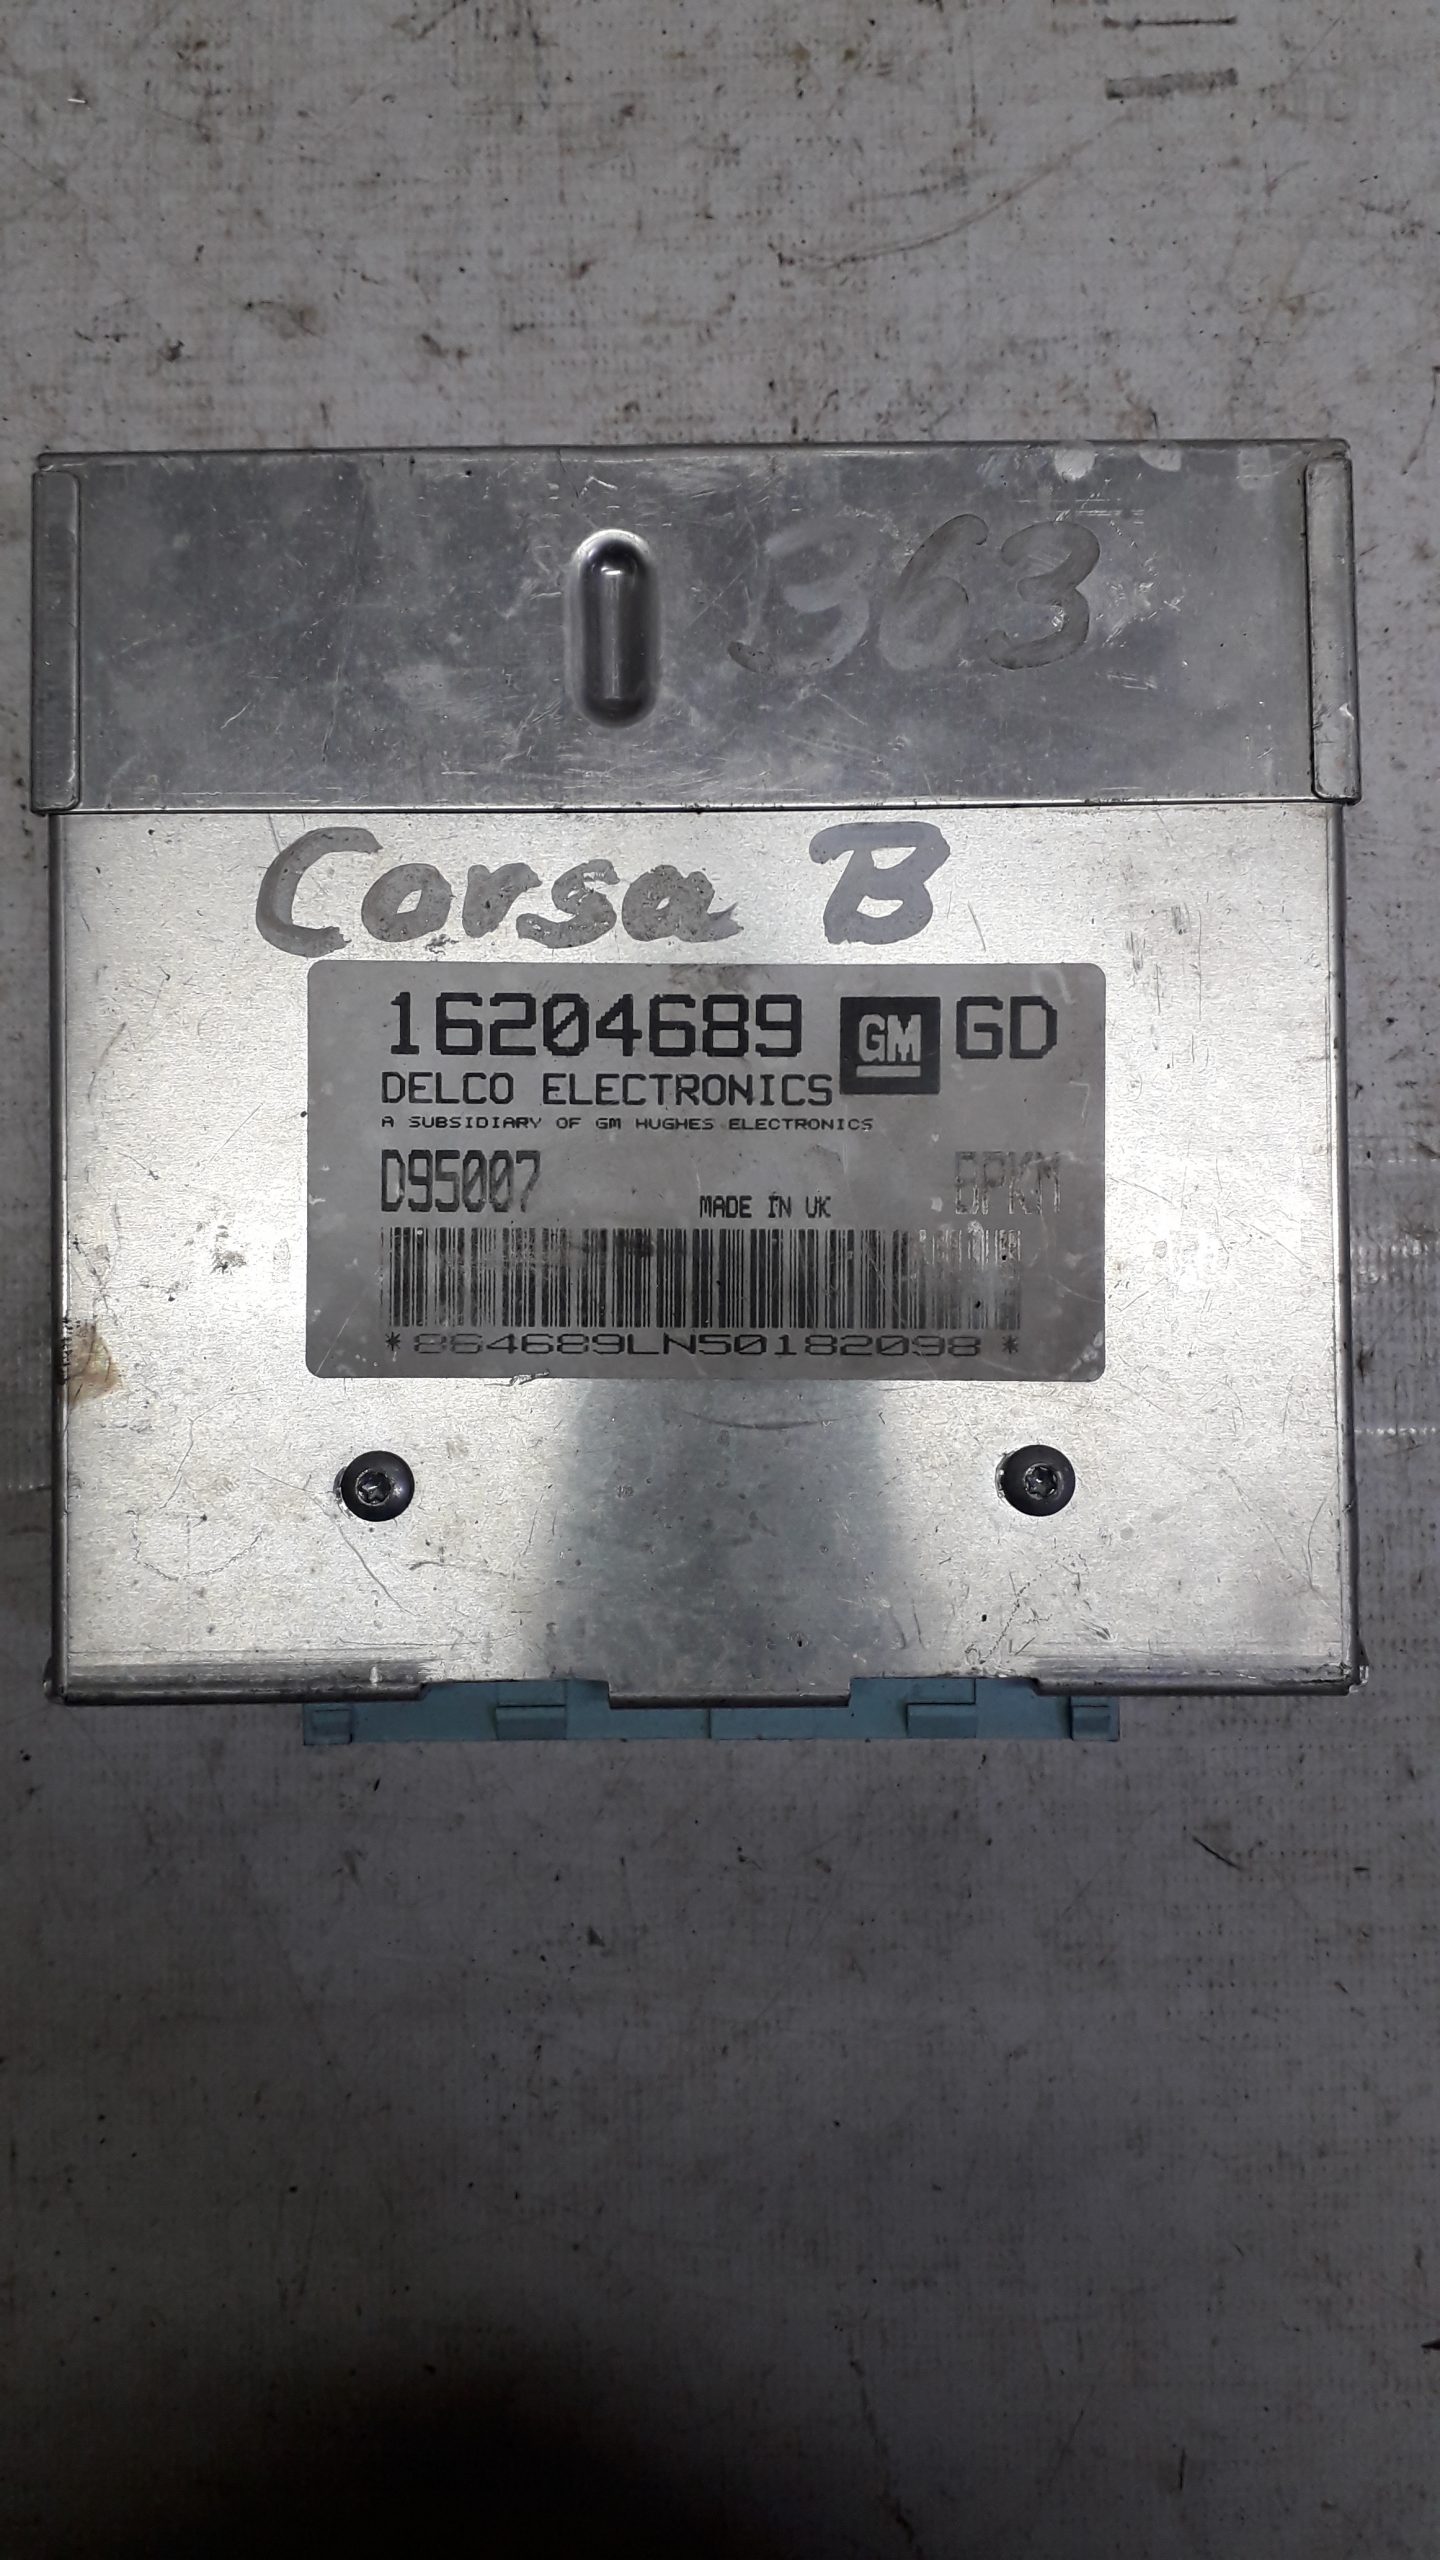 363
Corsa B
16204689 GM GD
DELCO ELECTRONICS
A SUBSIDIARY OF GM HUGHES ELECTRONICS
D95007 MADE IN UK BPKM
*864689LN50182098*